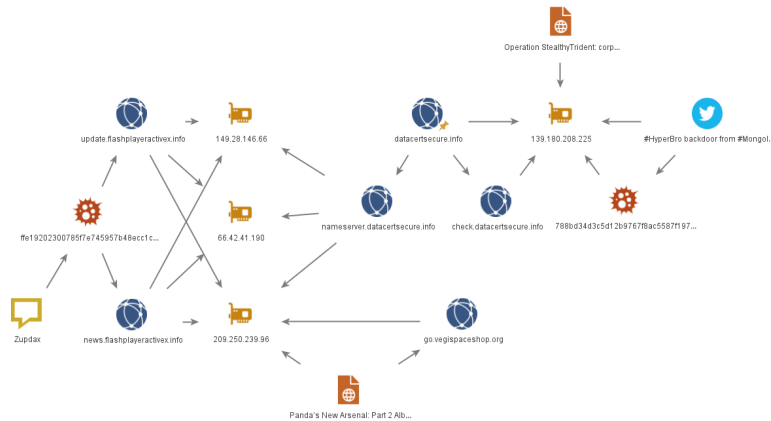 Operation StealthyTrident: corp...
update.flashplayeractivex.info
149.28.146.66
datacertsecure.info
139.180.208.225
#HyperBro backdoor from #Mongol.
ffe19202300785f7e745957b48ecc1c...
66.42.41.190
nameserver.datacertsecure.info
check.datacertsecure.info
788bd34d3c5d12b9767f8ac5587f197...
Zupdax
news.flashplayeractivex.info
209.250.239.96
go.vegispaceshop.org
Panda's New Arsenal: Part 2 Alb...